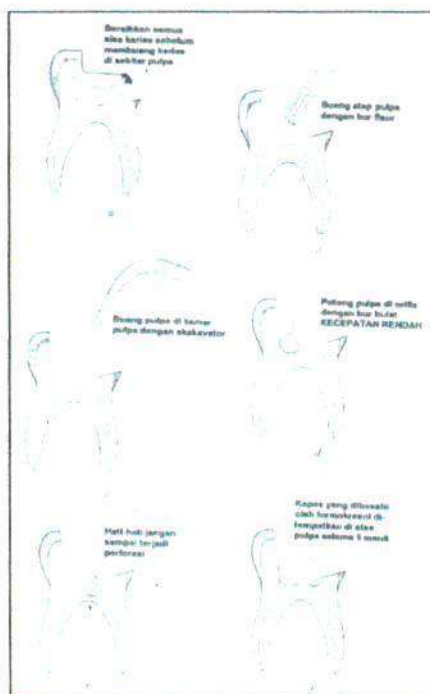 Bersihkan semua
sisa karies sebelum
membuang karies
di sekitar pulpa
Buang atap pulpa
dengan bur fisur
Buang pulpa di kamar
pulpa dengan ekskavator
Potong pulpa di orifis
dengan bur bulat
KECEPATAN RENDAH
Hati-hati jangan
sampai terjadi
perforasi
Kapas yang dibasahi
oleh formokresol di-
tempatkan di atas
pulpa selama 5 menit